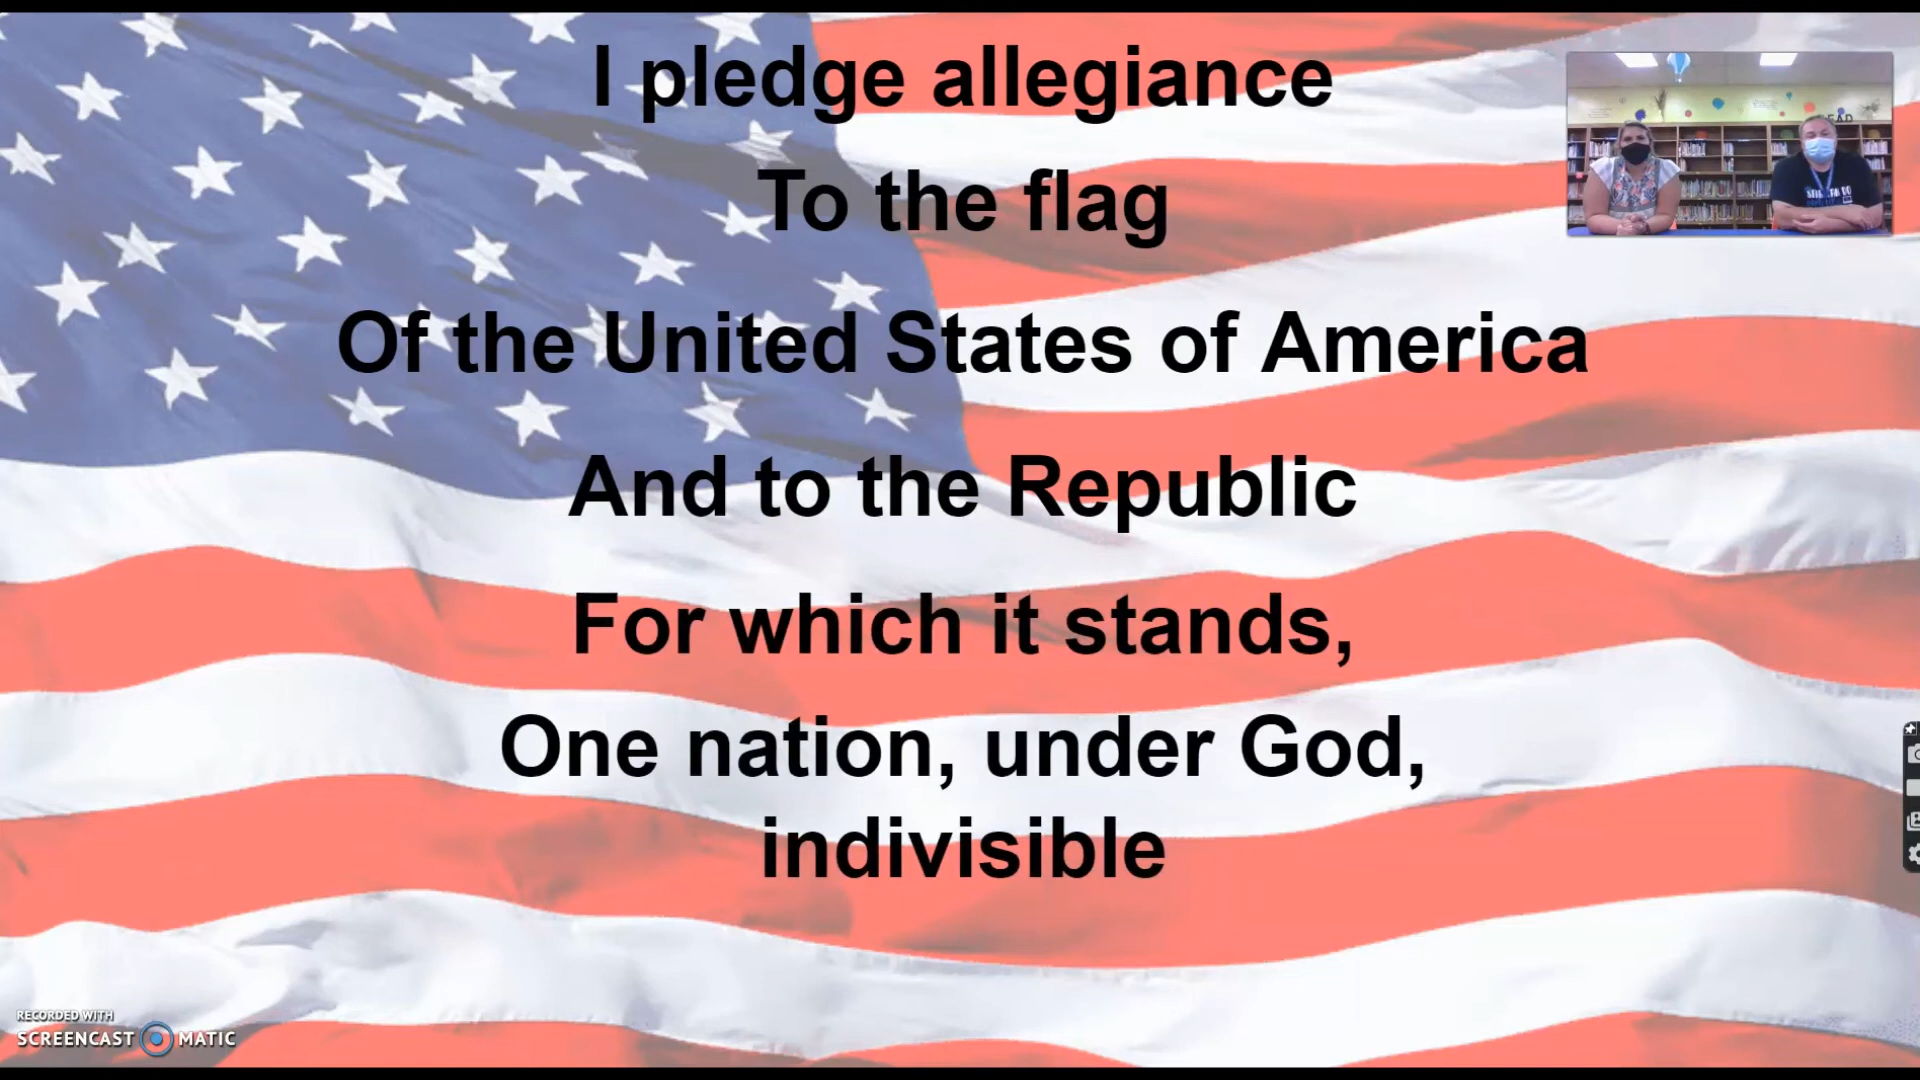 I pledge allegiance
To the flag
Of the United States of America
And to the Republic
For which it stands,
One nation, under God,
indivisible
RECORDED WITH
SCREENCAST MATIC